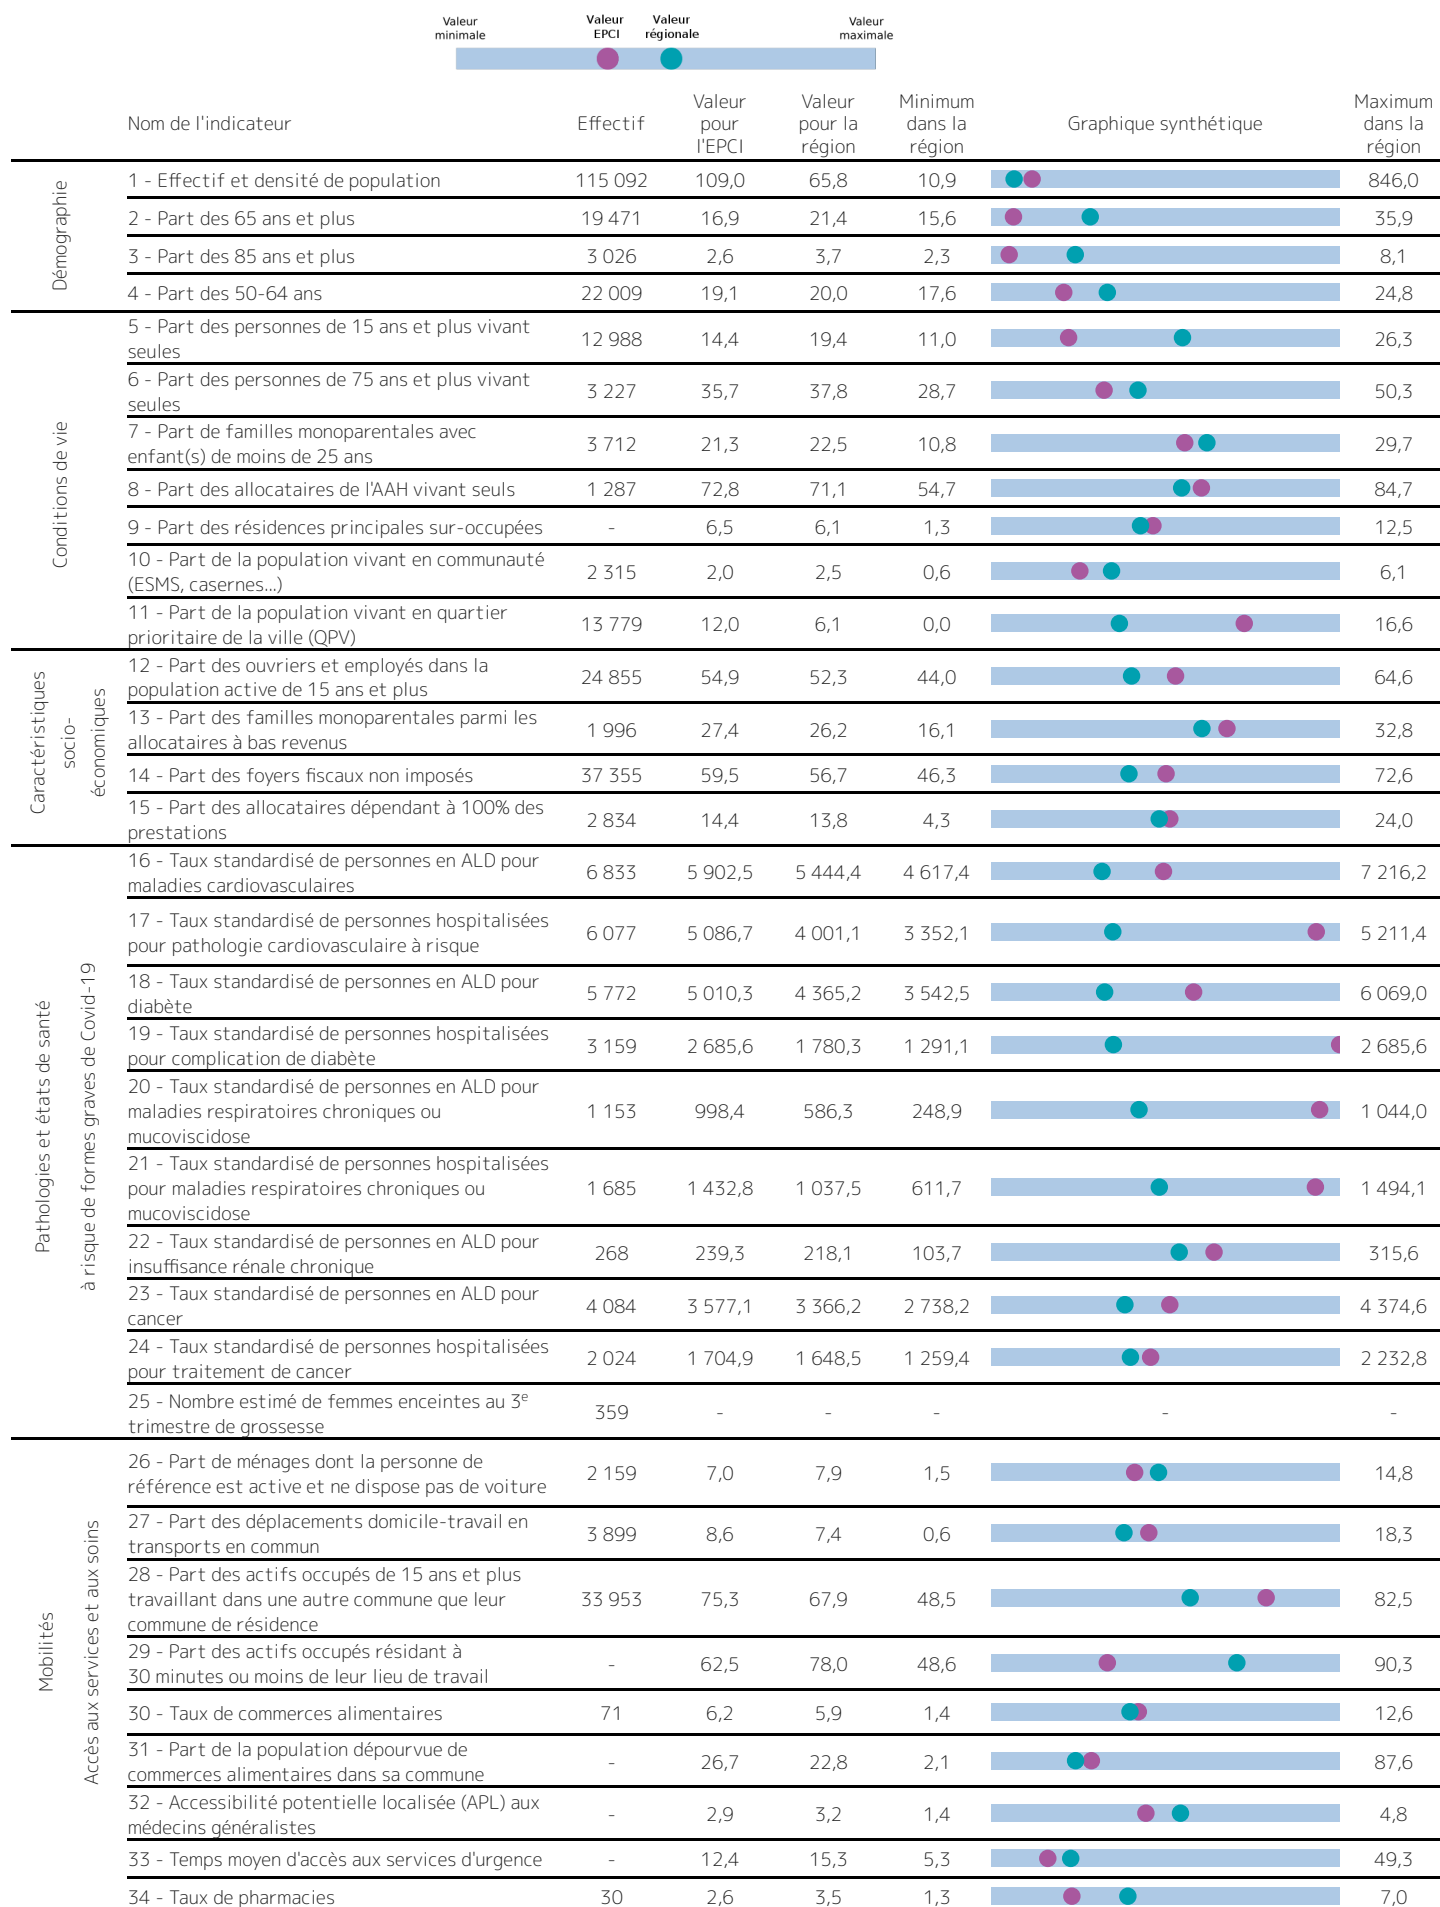 Valeur
minimale
Valeur
EPCI
Valeur
régionale
Valeur
maximale
Nom de l'indicateur
Effectif
Valeur
pour
l'EPCI
Valeur
pour la
région
Minimum
dans la
région
Graphique synthétique
Maximum
dans la
région
Démographie
1 - Effectif et densité de population 115 092 109,0 65,8 10,9 846,0
2 - Part des 65 ans et plus 19 471 16,9 21,4 15,6 35,9
3 - Part des 85 ans et plus 3 026 2,6 3,7 2,3 8,1
4 - Part des 50-64 ans 22 009 19,1 20,0 17,6 24,8
Conditions de vie
5 - Part des personnes de 15 ans et plus vivant
seules
12 988 14,4 19,4 11,0 26,3
6 - Part des personnes de 75 ans et plus vivant
seules
3 227 35,7 37,8 28,7 50,3
7 - Part de familles monoparentales avec
enfant(s) de moins de 25 ans
3 712 21,3 22,5 10,8 29,7
8 - Part des allocataires de l'AAH vivant seuls 1 287 72,8 71,1 54,7 84,7
9 - Part des résidences principales sur-occupées - 6,5 6,1 1,3 12,5
10 - Part de la population vivant en communauté
(ESMS, casernes...)
2 315 2,0 2,5 0,6 6,1
11 - Part de la population vivant en quartier
prioritaire de la ville (QPV)
13 779 12,0 6,1 0,0 16,6
Caractéristiques
socio-
économiques
12 - Part des ouvriers et employés dans la
population active de 15 ans et plus
24 855 54,9 52,3 44,0 64,6
13 - Part des familles monoparentales parmi les
allocataires à bas revenus
1 996 27,4 26,2 16,1 32,8
14 - Part des foyers fiscaux non imposés 37 355 59,5 56,7 46,3 72,6
15 - Part des allocataires dépendant à 100% des
prestations
2 834 14,4 13,8 4,3 24,0
Pathologies et états de santé
à risque de formes graves de Covid-19
16 - Taux standardisé de personnes en ALD pour
maladies cardiovasculaires
6 833 5 902,5 5 444,4 4 617,4 7 216,2
17 - Taux standardisé de personnes hospitalisées
pour pathologie cardiovasculaire à risque
6 077 5 086,7 4 001,1 3 352,1 5 211,4
18 - Taux standardisé de personnes en ALD pour
diabète
5 772 5 010,3 4 365,2 3 542,5 6 069,0
19 - Taux standardisé de personnes hospitalisées
pour complication de diabète
3 159 2 685,6 1 780,3 1 291,1 2 685,6
20 - Taux standardisé de personnes en ALD pour
maladies respiratoires chroniques ou
mucoviscidose
1 153 998,4 586,3 248,9 1 044,0
21 - Taux standardisé de personnes hospitalisées
pour maladies respiratoires chroniques ou
mucoviscidose
1 685 1 432,8 1 037,5 611,7 1 494,1
22 - Taux standardisé de personnes en ALD pour
insuffisance rénale chronique
268 239,3 218,1 103,7 315,6
23 - Taux standardisé de personnes en ALD pour
cancer
4 084 3 577,1 3 366,2 2 738,2 4 374,6
24 - Taux standardisé de personnes hospitalisées
pour traitement de cancer
2 024 1 704,9 1 648,5 1 259,4 2 232,8
25 - Nombre estimé de femmes enceintes au 3e
trimestre de grossesse
359 - - - - -
Mobilités
Accès aux services et aux soins
26 - Part de ménages dont la personne de
référence est active et ne dispose pas de voiture
2 159 7,0 7,9 1,5 14,8
27 - Part des déplacements domicile-travail en
transports en commun
3 899 8,6 7,4 0,6 18,3
28 - Part des actifs occupés de 15 ans et plus
travaillant dans une autre commune que leur
commune de résidence
33 953 75,3 67,9 48,5 82,5
29 - Part des actifs occupés résidant à
30 minutes ou moins de leur lieu de travail
- 62,5 78,0 48,6 90,3
30 - Taux de commerces alimentaires 71 6,2 5,9 1,4 12,6
31 - Part de la population dépourvue de
commerces alimentaires dans sa commune
- 26,7 22,8 2,1 87,6
32 - Accessibilité potentielle localisée (APL) aux
médecins généralistes
- 2,9 3,2 1,4 4,8
33 - Temps moyen d'accès aux services d'urgence - 12,4 15,3 5,3 49,3
34 - Taux de pharmacies 30 2,6 3,5 1,3 7,0